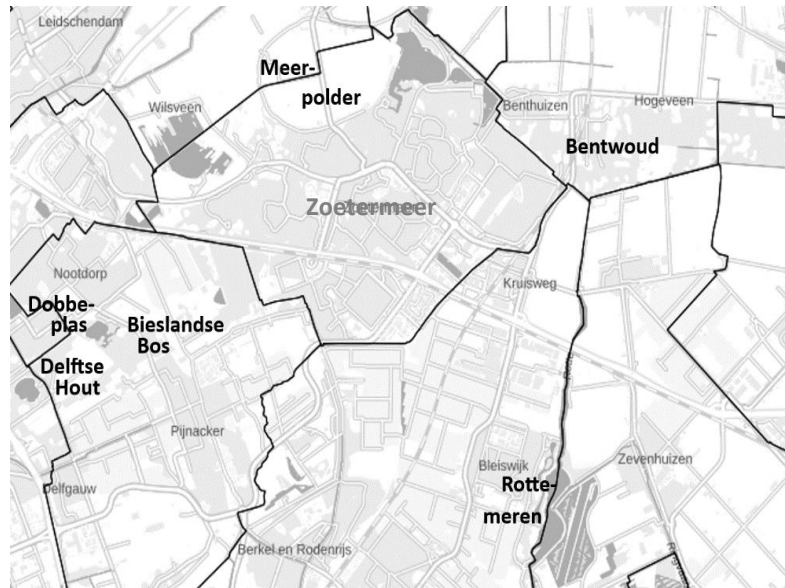 Leidschendam
Meer-
polder
Wilsveen
Benthuizen
Hogeveen
Bentwoud
Zoetermeer
Nootdorp
Kruisweg
Dobbe-
plas
Bieslandse
Bos
Delftse
Hout
Rotte
Pijnacker
Bleiswijk
Zevenhuizen
Rotte-
meren
Delfgauw
Berkel en Rodenrijs